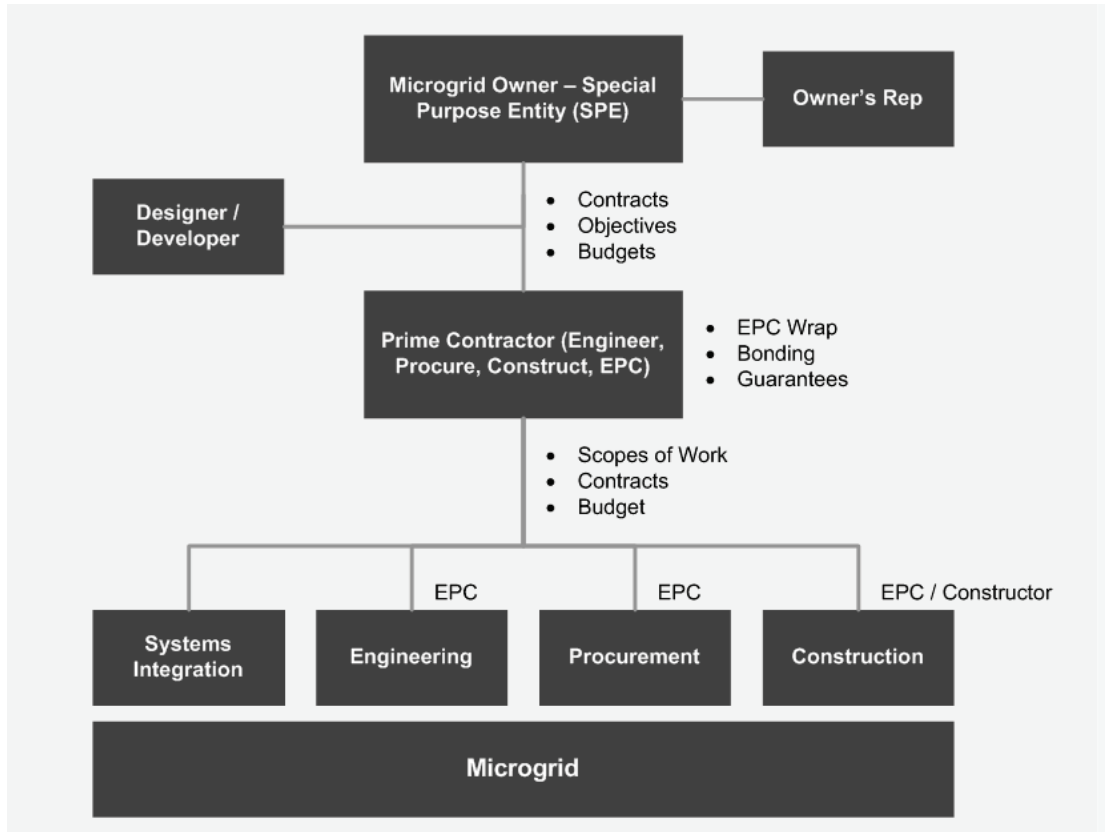 Microgrid Owner – Special
Purpose Entity (SPE)
Owner's Rep
Designer /
Developer
• Contracts
• Objectives
• Budgets
Prime Contractor (Engineer,
Procure, Construct, EPC)
• EPC Wrap
• Bonding
• Guarantees
• Scopes of Work
• Contracts
• Budget
EPC
EPC
EPC / Constructor
Systems
Integration
Engineering
Procurement
Construction
Microgrid